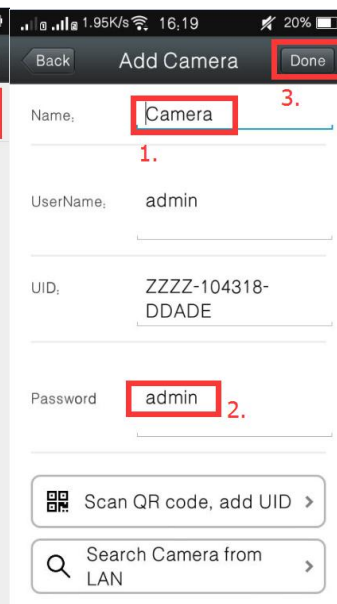 1.95K/s 16:19 20%
Back Add Camera Done
3.
Name: Camera
1.
UserName: admin
UID: ZZZZ-104318-
DDADE
Password admin
2.
Scan QR code, add UID >
Search Camera from
LAN >